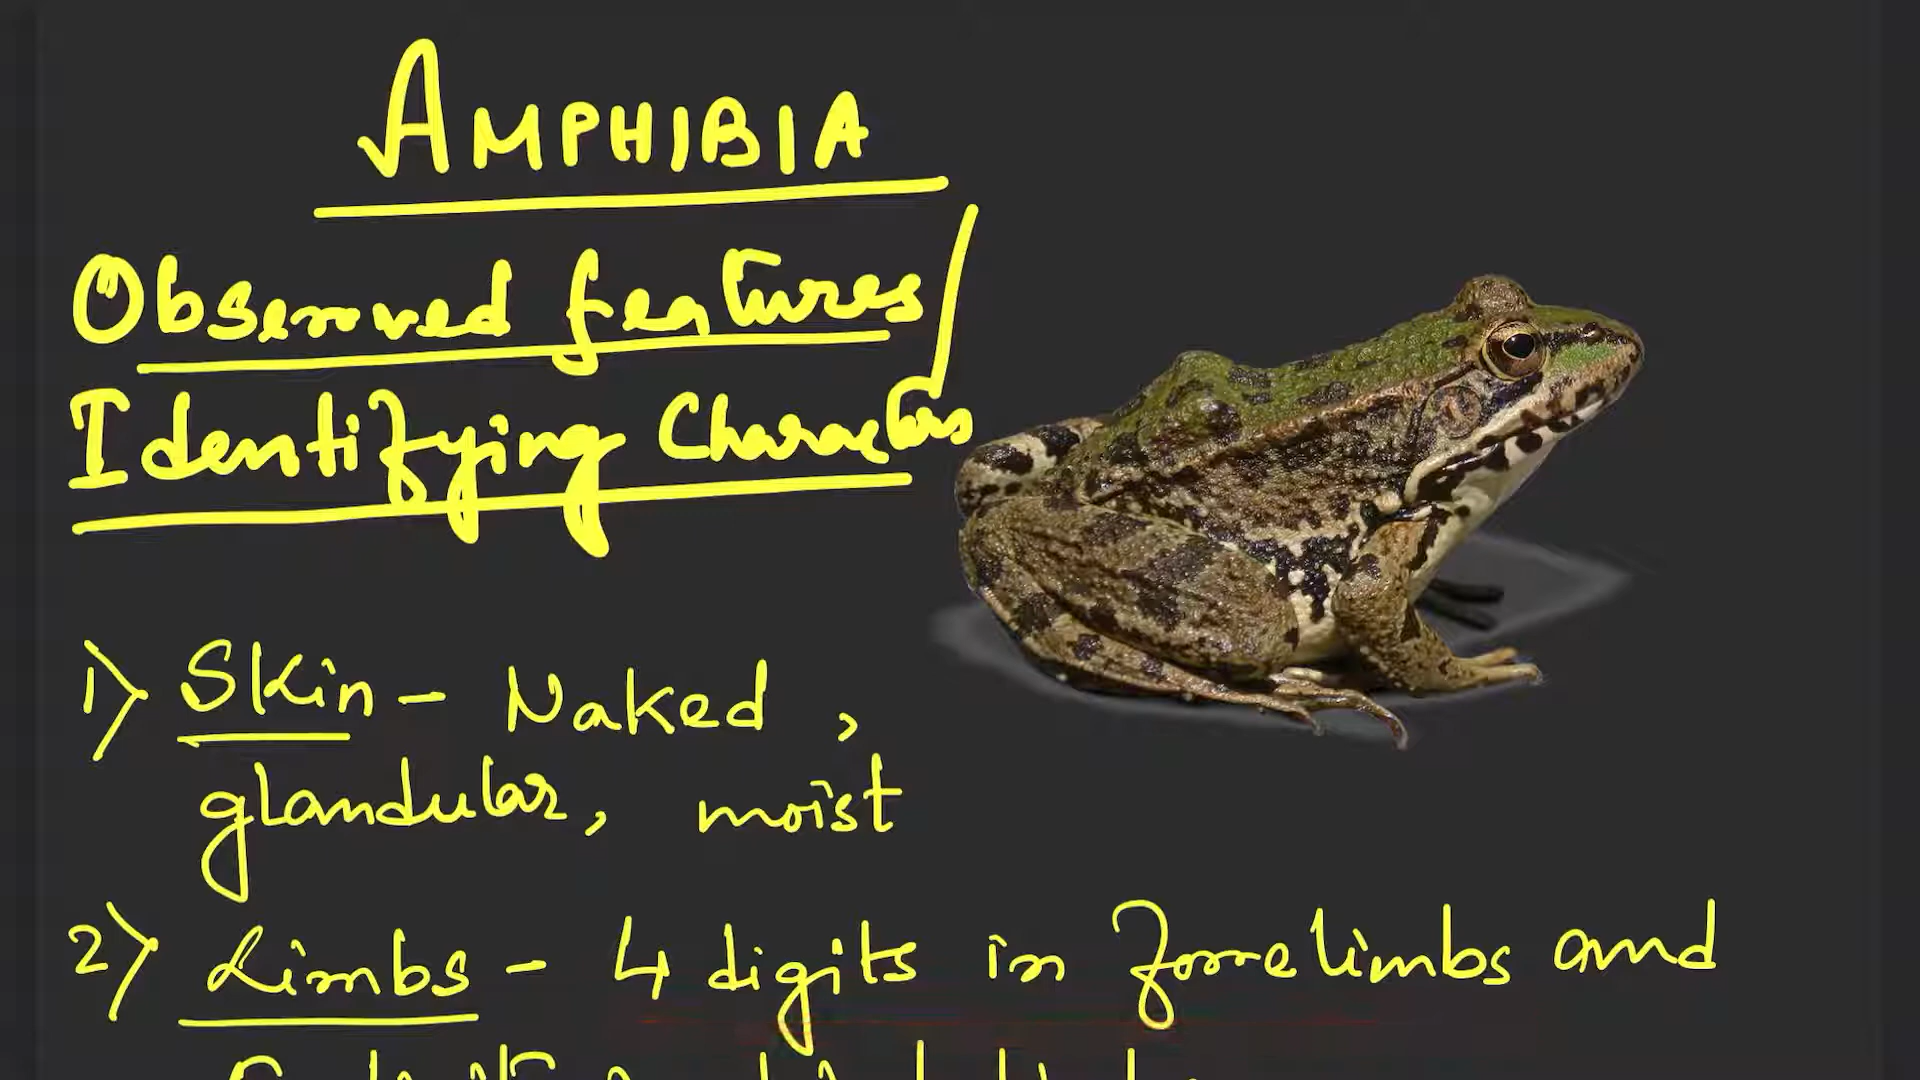 AMPHIBIA
Observed features/
Identifying Characters
1) Skin - Naked,
glandular, moist
2) Limbs - 4 digits in forelimbs and